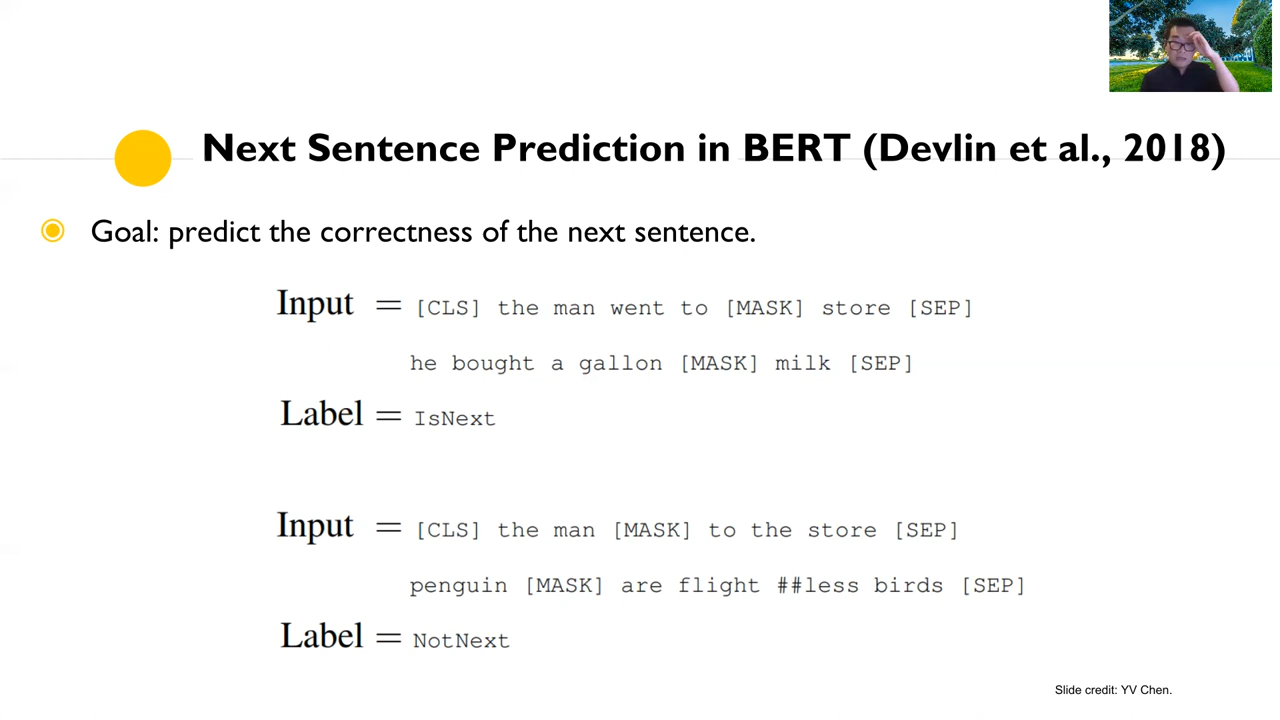 Next Sentence Prediction in BERT (Devlin et al., 2018)
Goal: predict the correctness of the next sentence.
Input = [CLS] the man went to [MASK] store [SEP]
he bought a gallon [MASK] milk [SEP]
Label = IsNext
Input = [CLS] the man [MASK] to the store [SEP]
penguin [MASK] are flight ##less birds [SEP]
Label = NotNext
Slide credit: YV Chen.